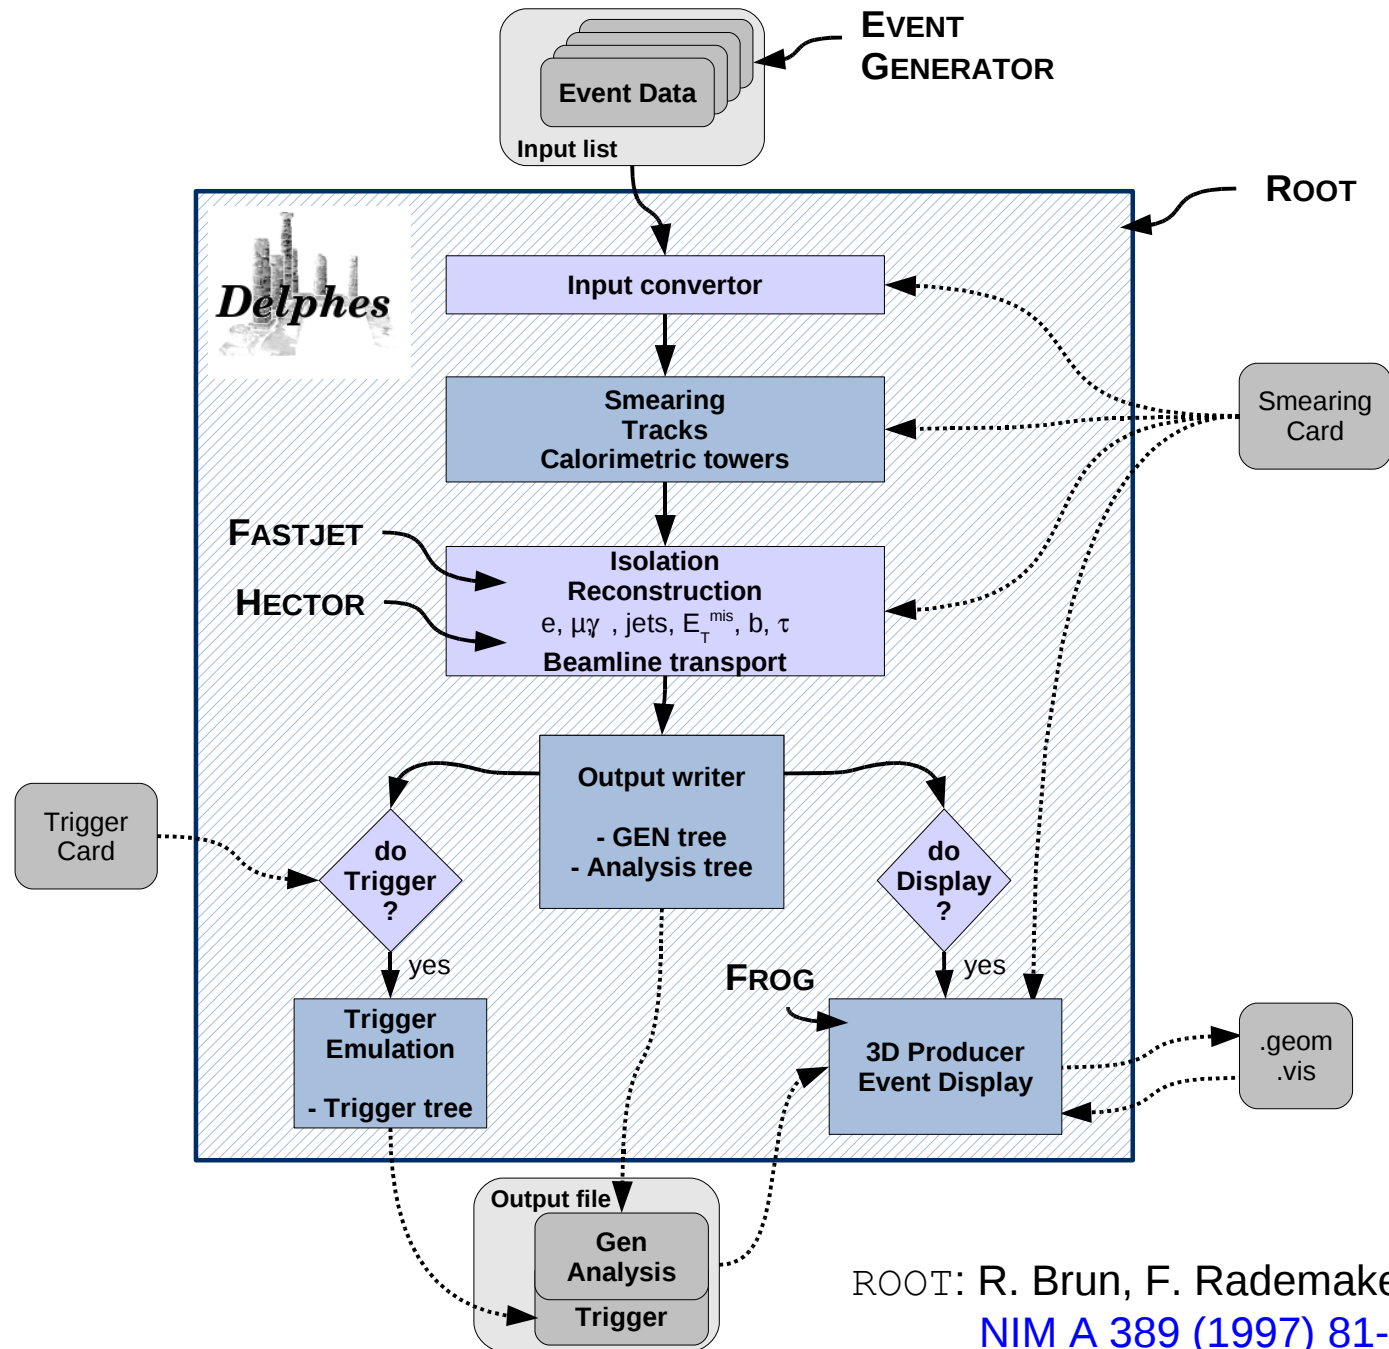 EVENT
GENERATOR
Event Data
Input list
ROOT
Delphes
Input convertor
Smearing
Tracks
Calorimetric towers
Smearing
Card
FASTJET
HECTOR
Isolation
Reconstruction
e, μ,γ , jets, E_T^mis, b, τ
Beamline transport
Output writer
- GEN tree
- Analysis tree
Trigger
Card
do
Trigger
?
do
Display
?
yes
yes
FROG
Trigger
Emulation
- Trigger tree
3D Producer
Event Display
.geom
.vis
Output file
Gen
Analysis
Trigger
ROOT: R. Brun, F. Rademake
NIM A 389 (1997) 81-